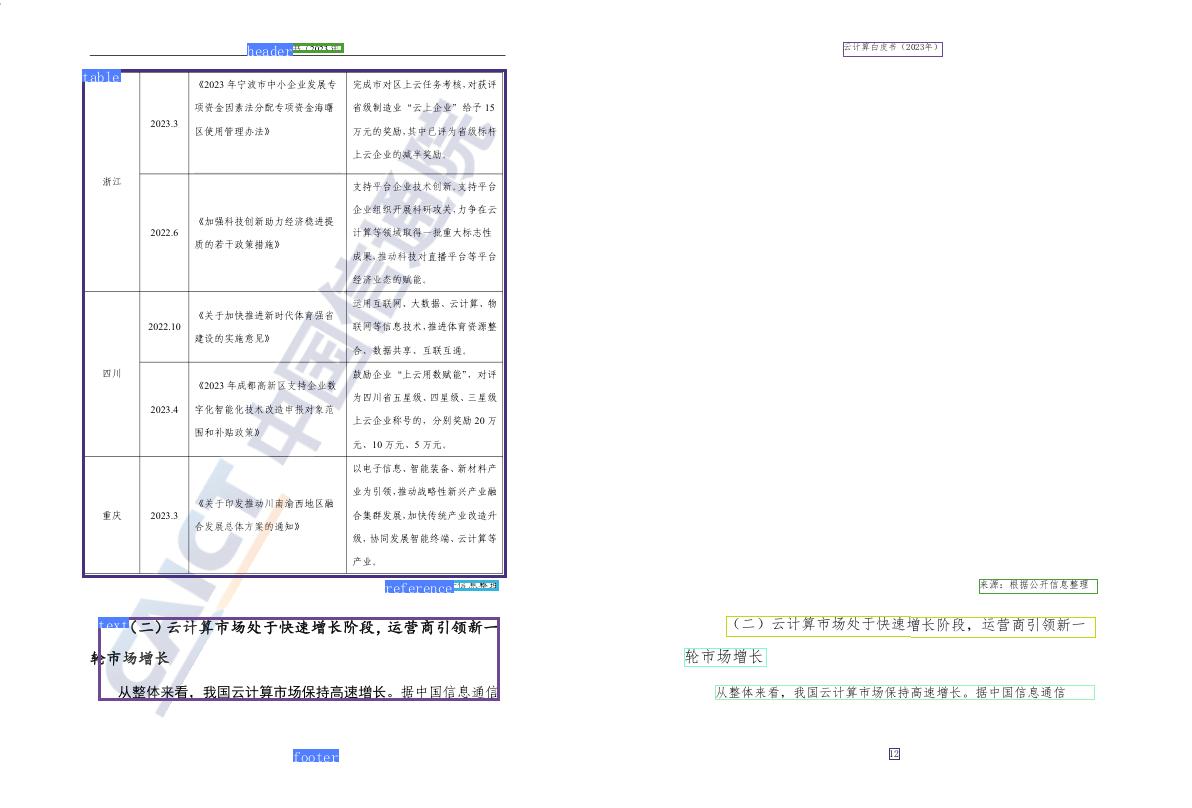 header
table
浙江
2023.3
《2023 年宁波市中小企业发展专
项资金因素法分配专项资金海曙
区使用管理办法》
完成市对区上云任务考核,对获评
省级制造业“云上企业”给予 15
万元的奖励,其中已评为省级标杆
上云企业的减半奖励。
2022.6
《加强科技创新助力经济稳进提
质的若干政策措施》
支持平台企业技术创新,支持平台
企业组织开展科研攻关,力争在云
计算等领域取得一批重大标志性
成果,推动科技对直播平台等平台
经济业态的赋能。
四川
2022.10
《关于加快推进新时代体育强省
建设的实施意见》
运用互联网、大数据、云计算、物
联网等信息技术,推进体育资源整
合、数据共享、互联互通。
2023.4
《2023 年成都高新区支持企业数
字化智能化技术改造申报对象范
围和补贴政策》
鼓励企业“上云用数赋能”,对评
为四川省五星级、四星级、三星级
上云企业称号的,分别奖励 20 万
元、10 万元、5 万元。
重庆
2023.3
《关于印发推动川南渝西地区融
合发展总体方案的通知》
以电子信息、智能装备、新材料产
业为引领,推动战略性新兴产业融
合集群发展,加快传统产业改造升
级,协同发展智能终端、云计算等
产业。
CAICT 中国信通院
reference
text
(二)云计算市场处于快速增长阶段,运营商引领新一
轮市场增长
从整体来看,我国云计算市场保持高速增长。据中国信息通信
footer
云计算白皮书(2023年)
来源:根据公开信息整理
(二)云计算市场处于快速增长阶段,运营商引领新一
轮市场增长
从整体来看,我国云计算市场保持高速增长。据中国信息通信
12